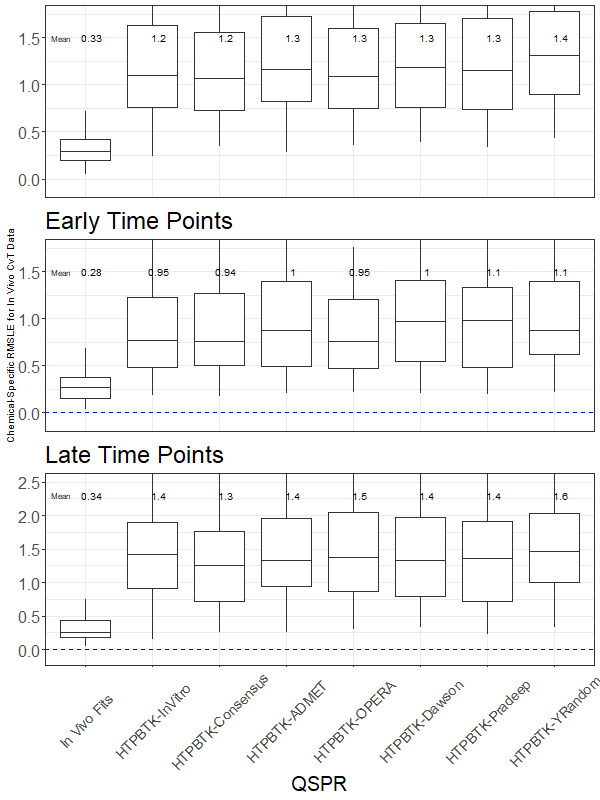 1.5
1.0
0.5
0.0
Mean 0.33 1.2 1.2 1.3 1.3 1.3 1.3 1.4
Early Time Points
Chemical-Specific RMSLE for In Vivo CvT Data
1.5
1.0
0.5
0.0
Mean 0.28 0.95 0.94 1 0.95 1 1.1 1.1
Late Time Points
2.5
2.0
1.5
1.0
0.5
0.0
Mean 0.34 1.4 1.3 1.4 1.5 1.4 1.4 1.6
In Vivo Fits
HTPBTK-InVitro
HTPBTK-Consensus
HTPBTK-ADMET
HTPBTK-OPERA
HTPBTK-Dawson
HTPBTK-Pradeep
HTPBTK-YRandom
QSPR